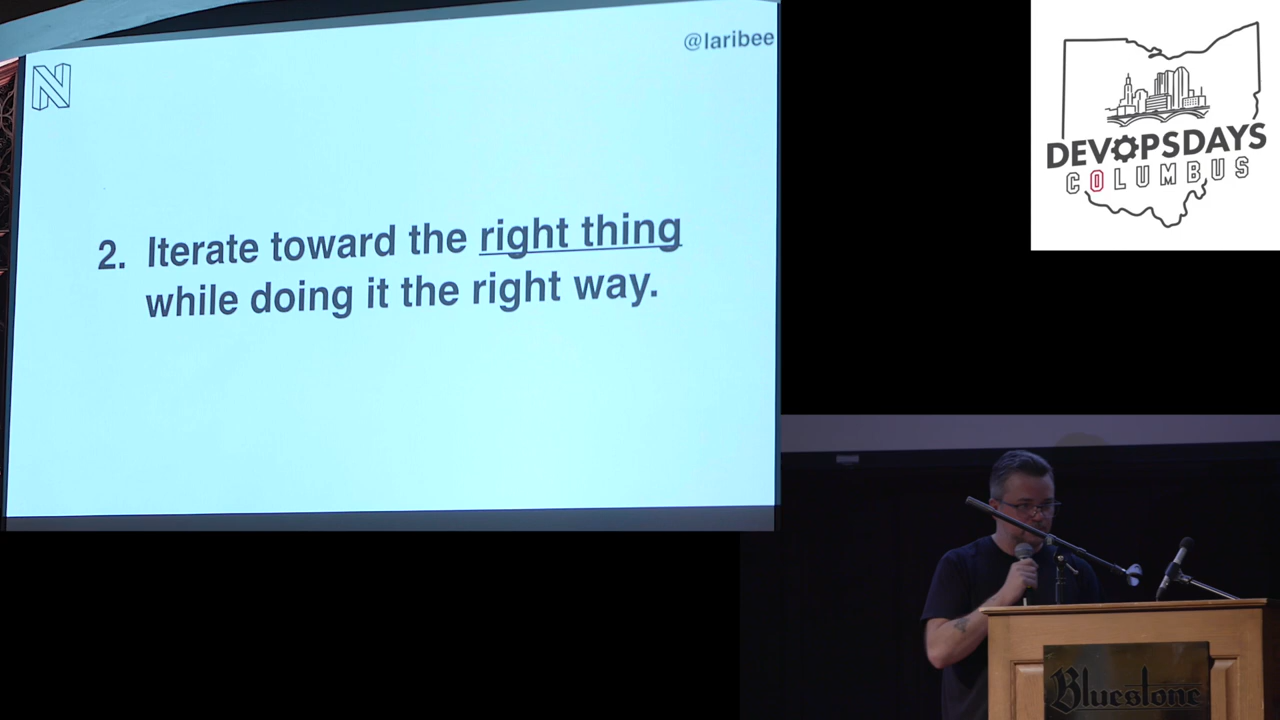 @laribee
N
2. Iterate toward the right thing
while doing it the right way.
DEVOPSDAYS
COLUMBUS
Bluestone